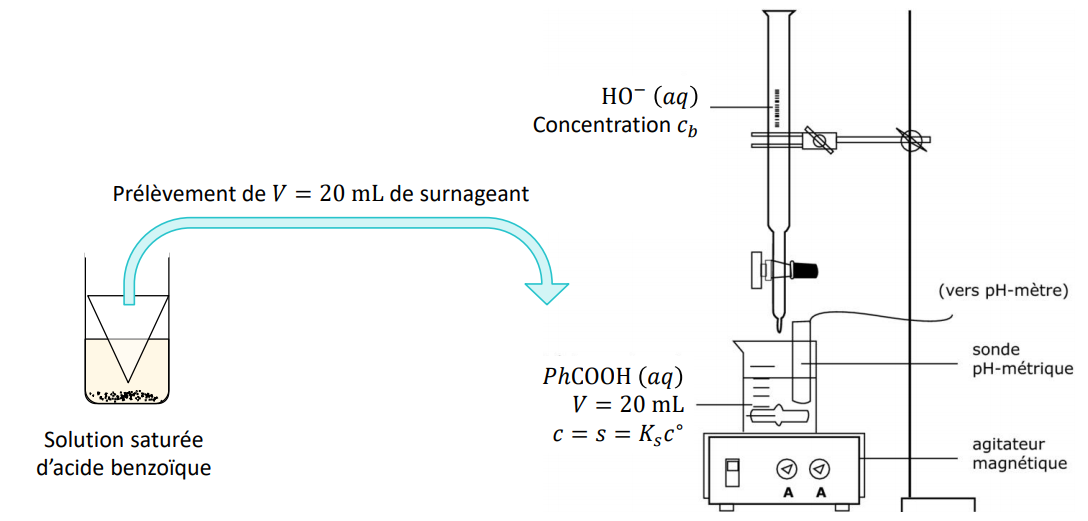 HO⁻ (aq)
Concentration c_b
Prélèvement de V = 20 mL de surnageant
(vers pH-mètre)
sonde
pH-métrique
PhCOOH (aq)
V = 20 mL
c = s = K_s c°
Solution saturée
d’acide benzoïque
agitateur
magnétique
A A